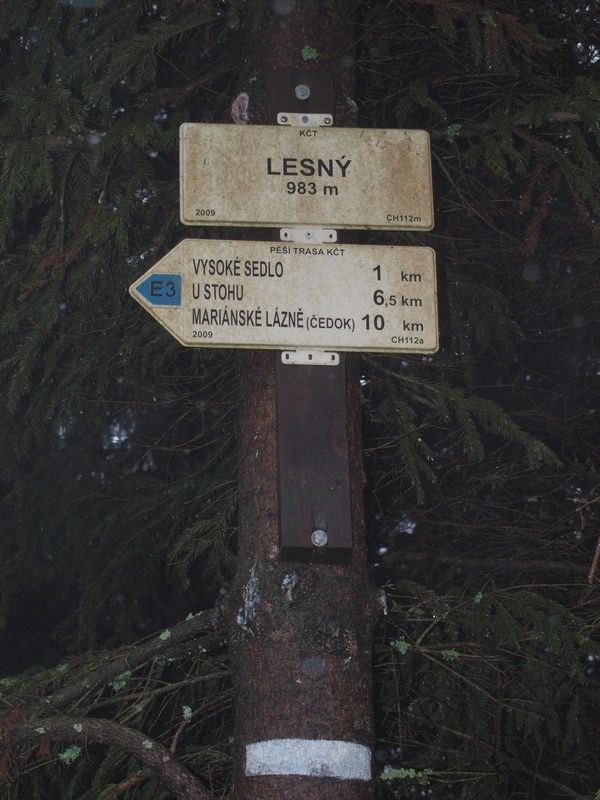 KČT
LESNÝ
983 m
2009 CH112m
PĚŠÍ TRASA KČT
E3
VYSOKÉ SEDLO 1 km
U STOHU 6,5 km
MARIÁNSKÉ LÁZNĚ (ČEDOK) 10 km
2009 CH112a